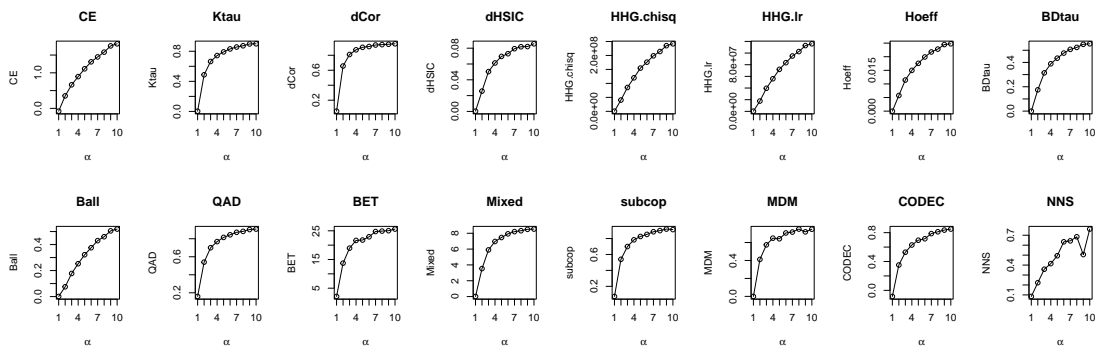 CE Ktau dCor dHSIC HHG.chisq HHG.lr Hoeff BDtau
CE 0.0 1.0 1 4 7 10 α
Ktau 0.0 0.4 0.8 1 4 7 10 α
dCor 0.2 0.6 1 4 7 10 α
dHSIC 0.00 0.04 0.08 1 4 7 10 α
HHG.chisq 0.0e+00 2.0e+08 1 4 7 10 α
HHG.lr 0.0e+00 8.0e+07 1 4 7 10 α
Hoeff 0.000 0.015 1 4 7 10 α
BDtau 0.0 0.2 0.4 1 4 7 10 α
Ball QAD BET Mixed subcop MDM CODEC NNS
Ball 0.0 0.2 0.4 1 4 7 10 α
QAD 0.2 0.6 1 4 7 10 α
BET 5 15 25 1 4 7 10 α
Mixed 0 2 4 6 8 1 4 7 10 α
subcop 0.2 0.6 1 4 7 10 α
MDM 0.0 0.4 1 4 7 10 α
CODEC 0.0 0.4 0.8 1 4 7 10 α
NNS 0.1 0.3 0.5 0.7 1 4 7 10 α